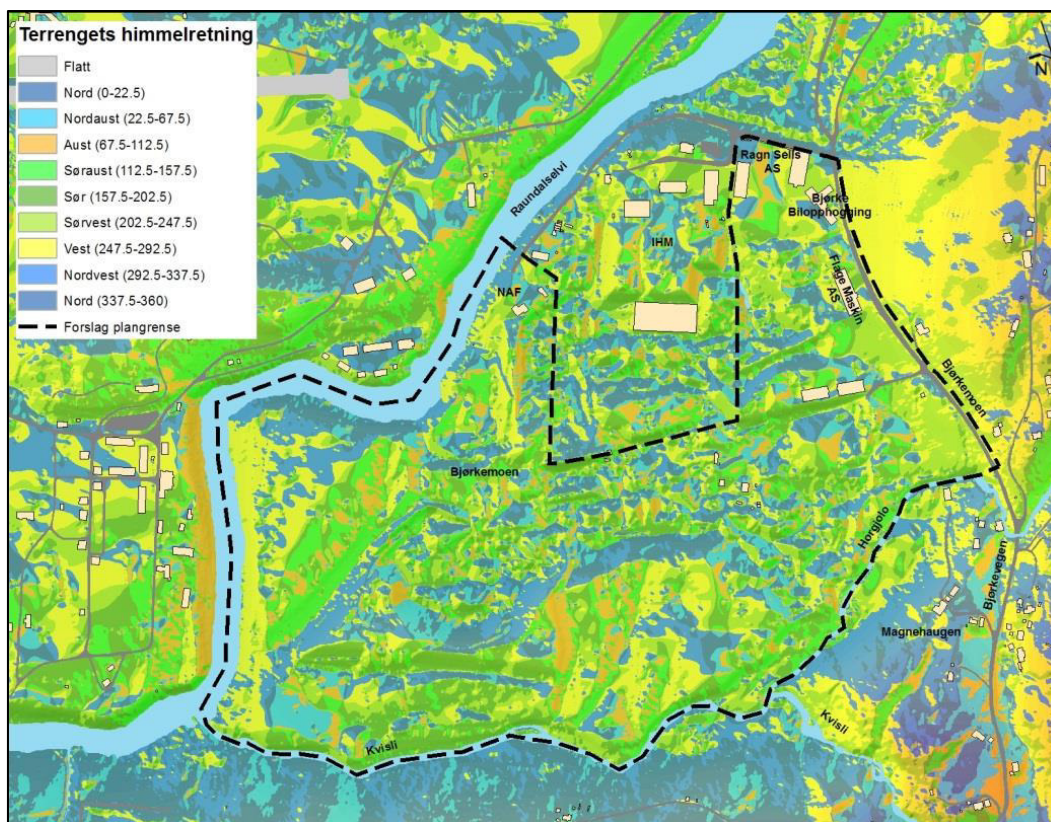 Terrengets himmelretning
Flatt
Nord (0-22.5)
Nordaust (22.5-67.5)
Aust (67.5-112.5)
Søraust (112.5-157.5)
Sør (157.5-202.5)
Sørvest (202.5-247.5)
Vest (247.5-292.5)
Nordvest (292.5-337.5)
Nord (337.5-360)
Forslag plangrense
N
Raundalselvi
Ragn Sells
AS
Bjørke
Bilopphogging
IHM
NAF
Flage Maskin
AS
Bjørkemoen
Bjørkemoen
Horgjolo
Bjørkevegen
Magnehaugen
Kvisli
Kvisli